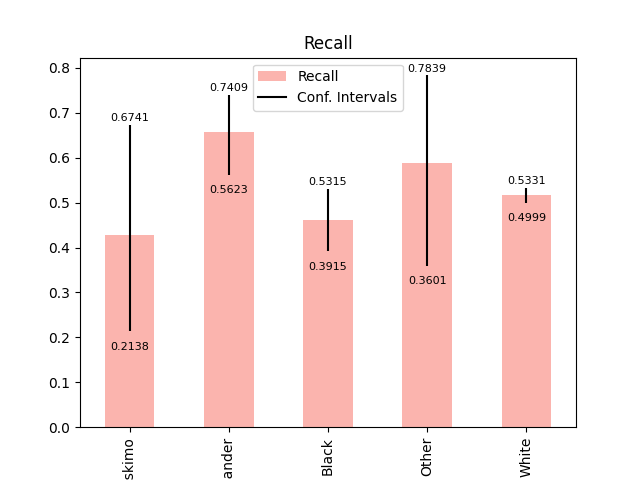 Recall
0.8
0.7
0.6
0.5
0.4
0.3
0.2
0.1
0.0
Recall
Conf. Intervals
0.6741
0.2138
0.7409
0.5623
0.5315
0.3915
0.7839
0.3601
0.5331
0.4999
skimo
ander
Black
Other
White